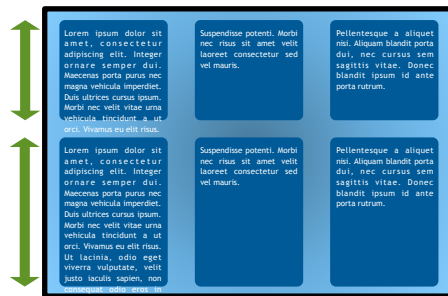 Lorem ipsum dolor sit
amet, consectetur
adipiscing elit. Integer
ornare semper dui.
Maecenas porta purus nec
magna vehicula imperdiet.
Duis ultrices cursus ipsum.
Morbi nec velit vitae urna
vehicula tincidunt a ut
orci. Vivamus eu elit risus.
Suspendisse potenti. Morbi
nec risus sit amet velit
laoreet consectetur sed
vel mauris.
Pellentesque a aliquet
nisi. Aliquam blandit porta
dui, nec cursus sem
sagittis vitae. Donec
blandit ipsum id ante
porta rutrum.
Lorem ipsum dolor sit
amet, consectetur
adipiscing elit. Integer
ornare semper dui.
Maecenas porta purus nec
magna vehicula imperdiet.
Duis ultrices cursus ipsum.
Morbi nec velit vitae urna
vehicula tincidunt a ut
orci. Vivamus eu elit risus.
Ut lacinia, odio eget
viverra vulputate, velit
justo iaculis sapien, non
consequat odio eros in
Suspendisse potenti. Morbi
nec risus sit amet velit
laoreet consectetur sed
vel mauris.
Pellentesque a aliquet
nisi. Aliquam blandit porta
dui, nec cursus sem
sagittis vitae. Donec
blandit ipsum id ante
porta rutrum.